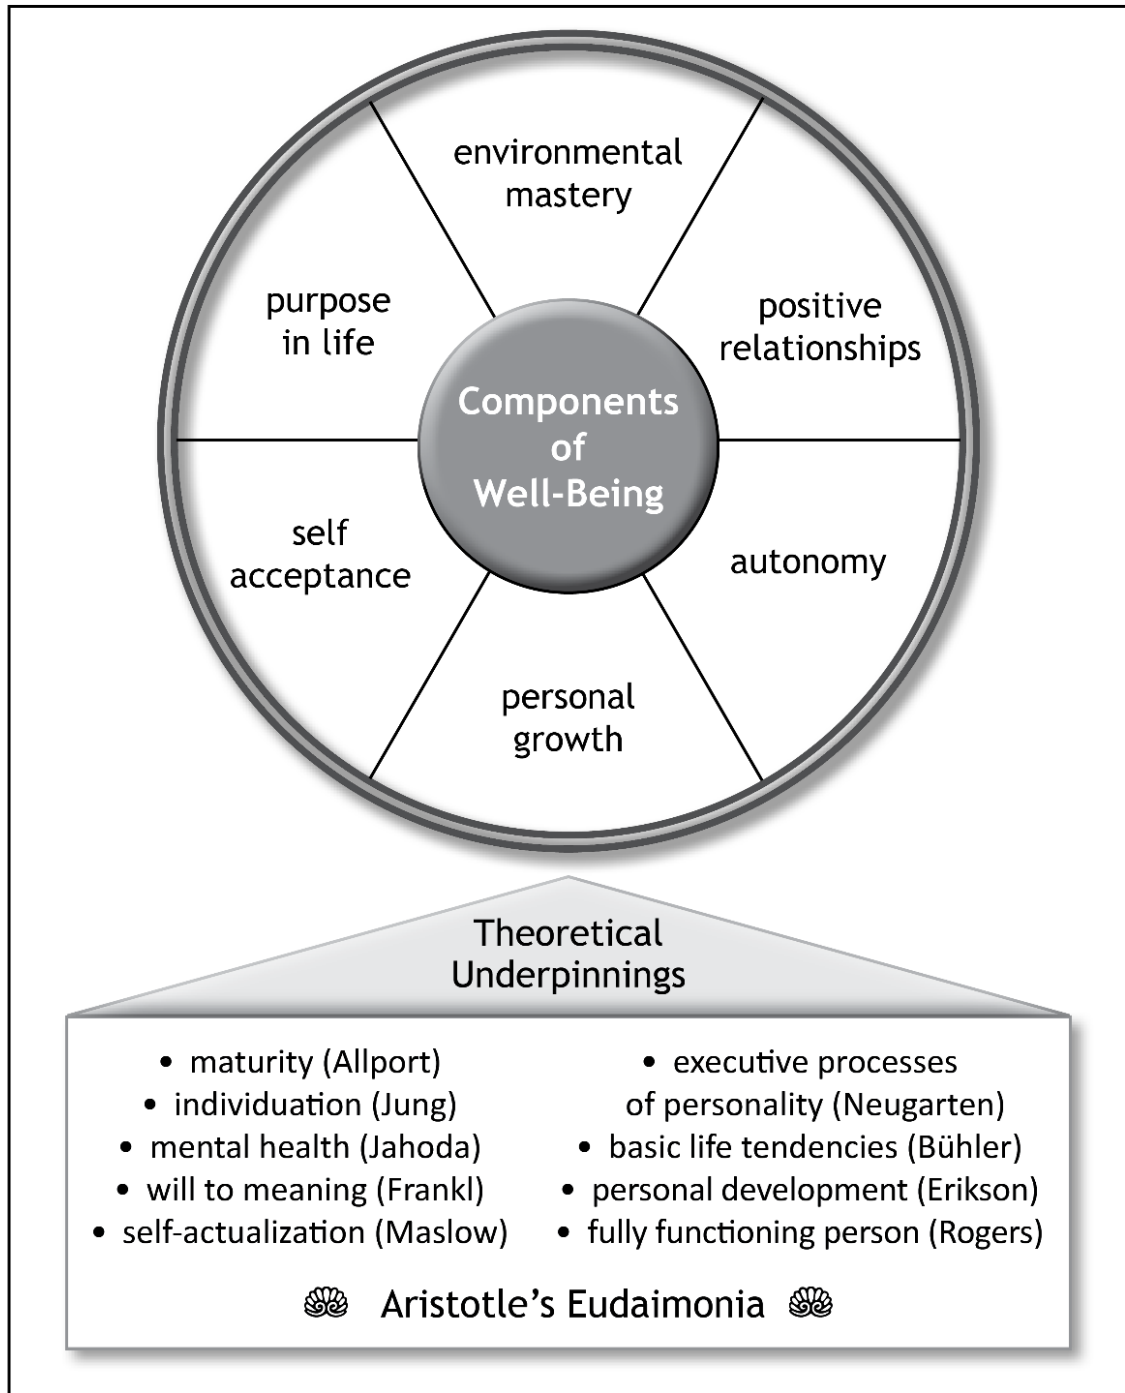 environmental
mastery
positive
relationships
autonomy
personal
growth
self
acceptance
purpose
in life
Components
of
Well-Being
Theoretical
Underpinnings
• maturity (Allport)
• individuation (Jung)
• mental health (Jahoda)
• will to meaning (Frankl)
• self-actualization (Maslow)
• executive processes
of personality (Neugarten)
• basic life tendencies (Bühler)
• personal development (Erikson)
• fully functioning person (Rogers)
Aristotle's Eudaimonia